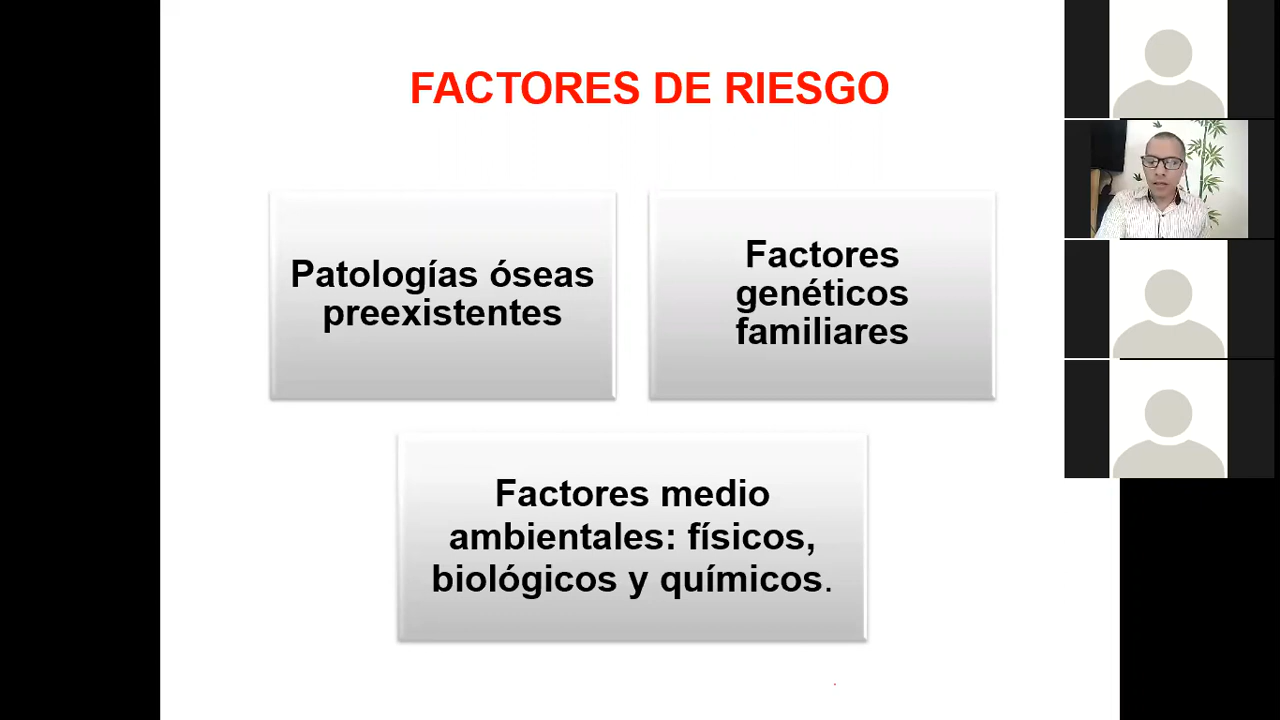 FACTORES DE RIESGO
Patologías óseas
preexistentes
Factores
genéticos
familiares
Factores medio
ambientales: físicos,
biológicos y químicos.